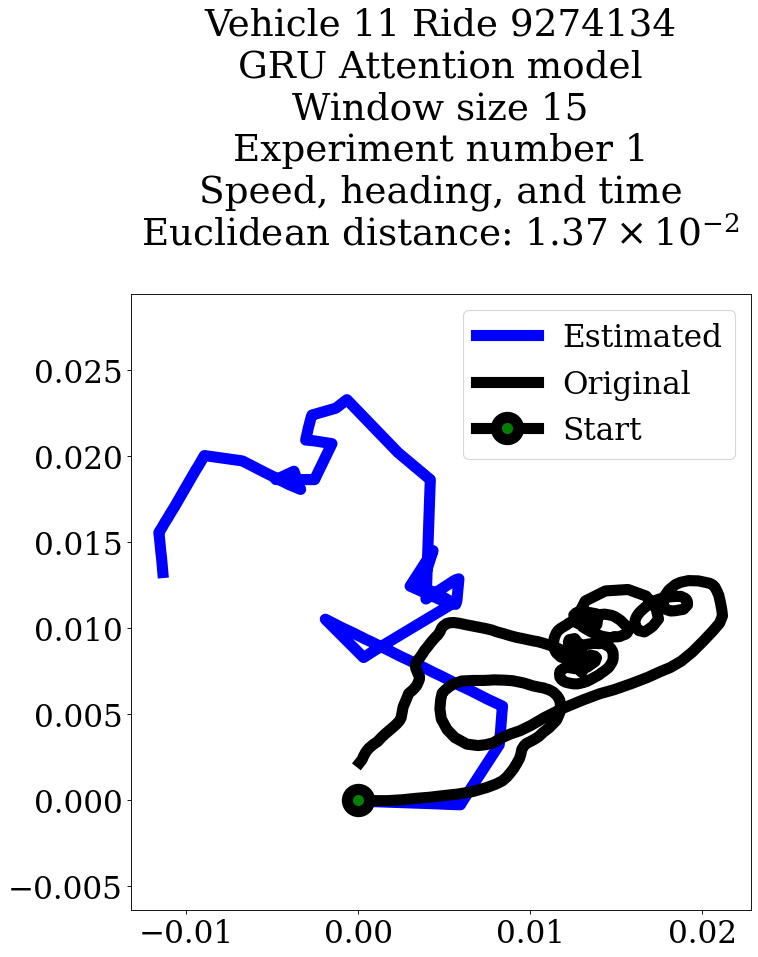 Vehicle 11 Ride 9274134
GRU Attention model
Window size 15
Experiment number 1
Speed, heading, and time
Euclidean distance: 1.37 × 10⁻²
Estimated
Original
Start
0.025
0.020
0.015
0.010
0.005
0.000
−0.005
−0.01
0.00
0.01
0.02